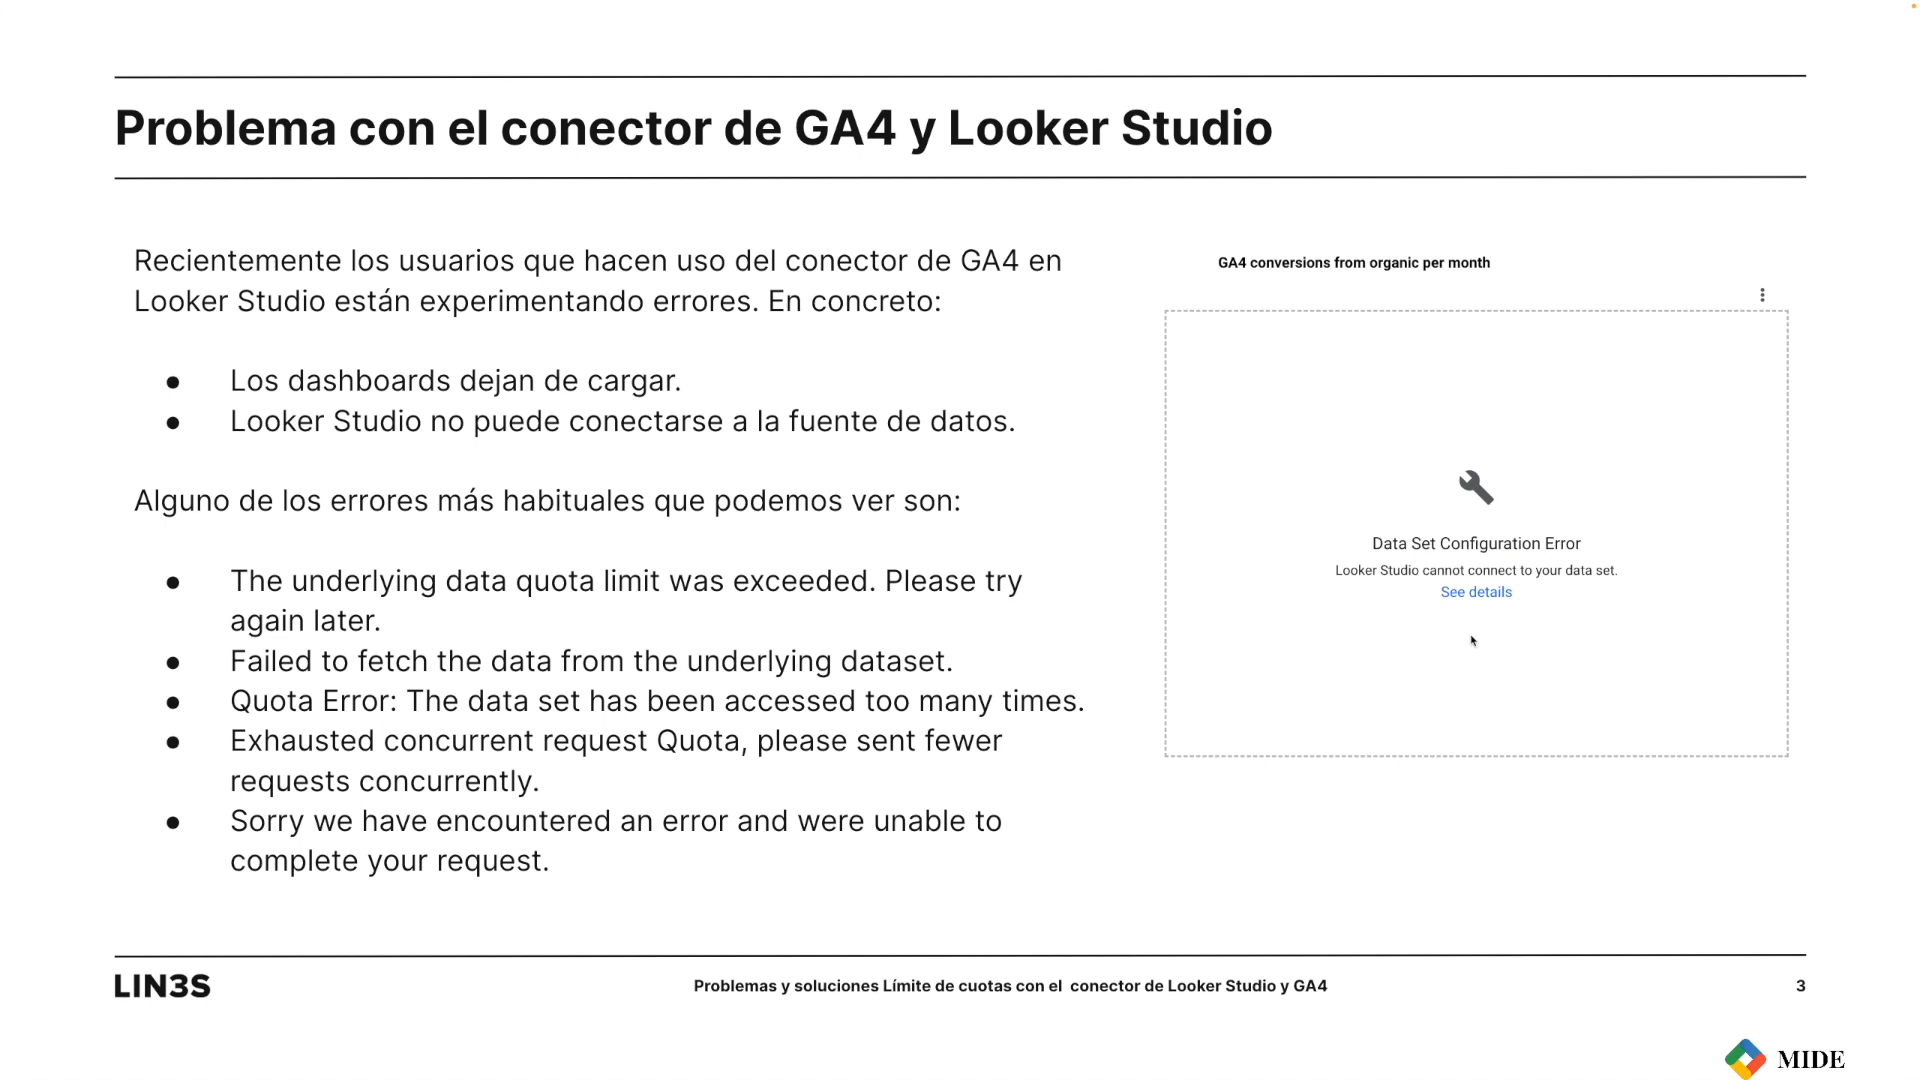 Problema con el conector de GA4 y Looker Studio
Recientemente los usuarios que hacen uso del conector de GA4 en
Looker Studio están experimentando errores. En concreto:
● Los dashboards dejan de cargar.
● Looker Studio no puede conectarse a la fuente de datos.
Alguno de los errores más habituales que podemos ver son:
● The underlying data quota limit was exceeded. Please try
again later.
● Failed to fetch the data from the underlying dataset.
● Quota Error: The data set has been accessed too many times.
● Exhausted concurrent request Quota, please sent fewer
requests concurrently.
● Sorry we have encountered an error and were unable to
complete your request.
GA4 conversions from organic per month
Data Set Configuration Error
Looker Studio cannot connect to your data set.
See details
LIN3S
Problemas y soluciones Límite de cuotas con el conector de Looker Studio y GA4
3
MIDE